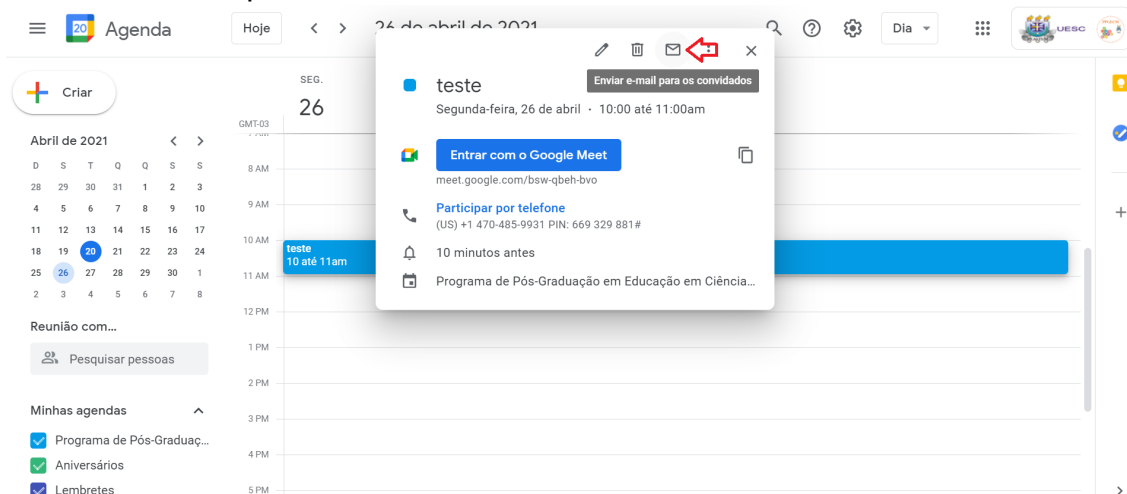 20 Agenda
Hoje
26 de abril de 2021
Dia
UESC
Enviar e-mail para os convidados
Criar
SEG.
26
GMT-03
teste
Segunda-feira, 26 de abril · 10:00 até 11:00am
Entrar com o Google Meet
meet.google.com/bsw-qbeh-bvo
Participar por telefone
(US) +1 470-485-9931 PIN: 669 329 881#
10 minutos antes
Programa de Pós-Graduação em Educação em Ciência...
Abril de 2021
D S T Q Q S S
28 29 30 31 1 2 3
4 5 6 7 8 9 10
11 12 13 14 15 16 17
18 19 20 21 22 23 24
25 26 27 28 29 30 1
2 3 4 5 6 7 8
7 AM
8 AM
9 AM
10 AM
teste
10 até 11am
11 AM
12 PM
1 PM
2 PM
3 PM
4 PM
5 PM
Reunião com...
Pesquisar pessoas
Minhas agendas
Programa de Pós-Graduaç...
Aniversários
Lembretes